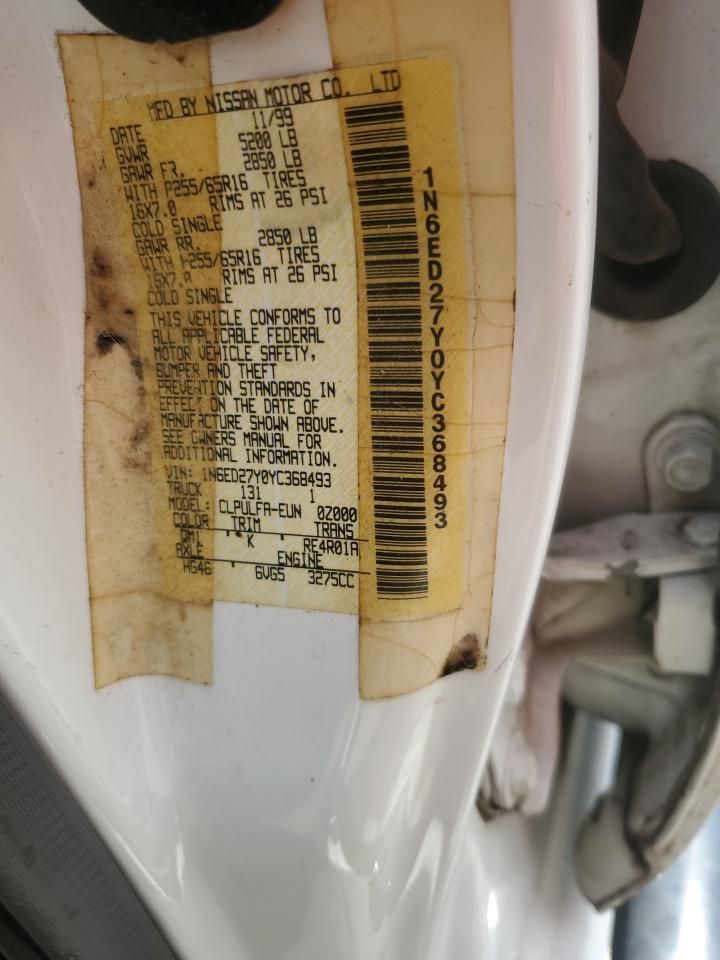 MFD BY NISSAN MOTOR CO. LTD
DATE 11/99
GVWR 5200 LB
GAWR FR. 2850 LB
WITH P255/65R16 TIRES
16X7.0 RIMS AT 26 PSI
COLD SINGLE
GAWR RR. 2850 LB
WITH P255/65R16 TIRES
16X7.0 RIMS AT 26 PSI
COLD SINGLE
THIS VEHICLE CONFORMS TO
ALL APPLICABLE FEDERAL
MOTOR VEHICLE SAFETY,
BUMPER AND THEFT
PREVENTION STANDARDS IN
EFFECT ON THE DATE OF
MANUFACTURE SHOWN ABOVE.
SEE OWNERS MANUAL FOR
ADDITIONAL INFORMATION.
VIN: 1N6ED27Y0YC368493
TRUCK 131 1
MODEL: CLPULFA-EUN 0Z000
COLOR TRIM TRANS
QM1 * K * RE4R01A
AXLE ENGINE
HG46 * 6VG5 3275CC
1N6ED27Y0YC368493